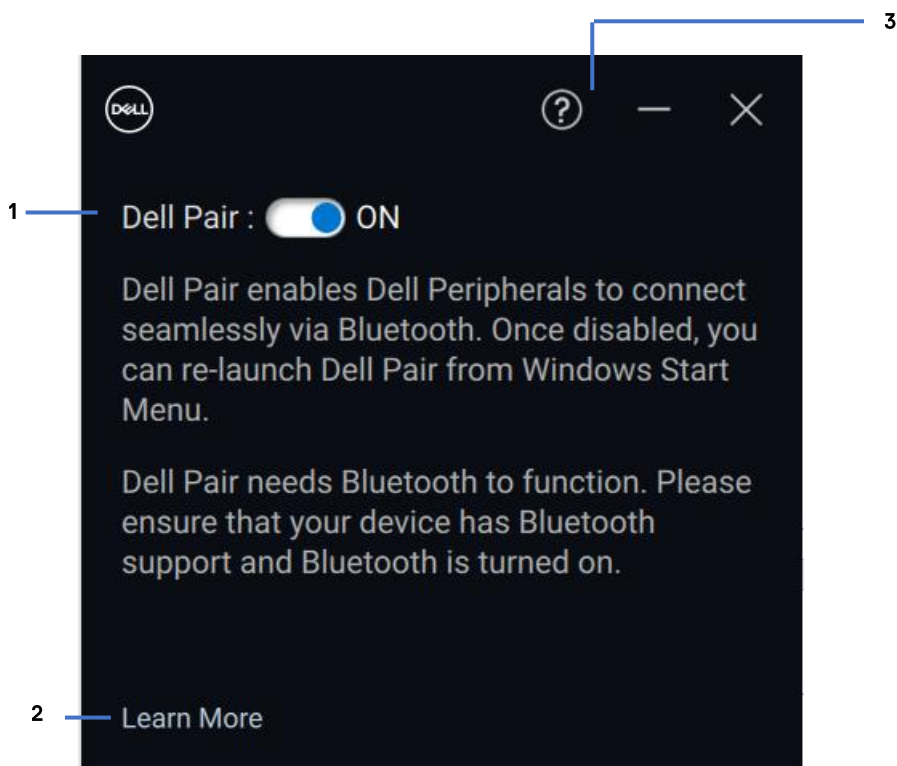 3
DELL
?
1
Dell Pair : ON
Dell Pair enables Dell Peripherals to connect
seamlessly via Bluetooth. Once disabled, you
can re-launch Dell Pair from Windows Start
Menu.
Dell Pair needs Bluetooth to function. Please
ensure that your device has Bluetooth
support and Bluetooth is turned on.
2
Learn More